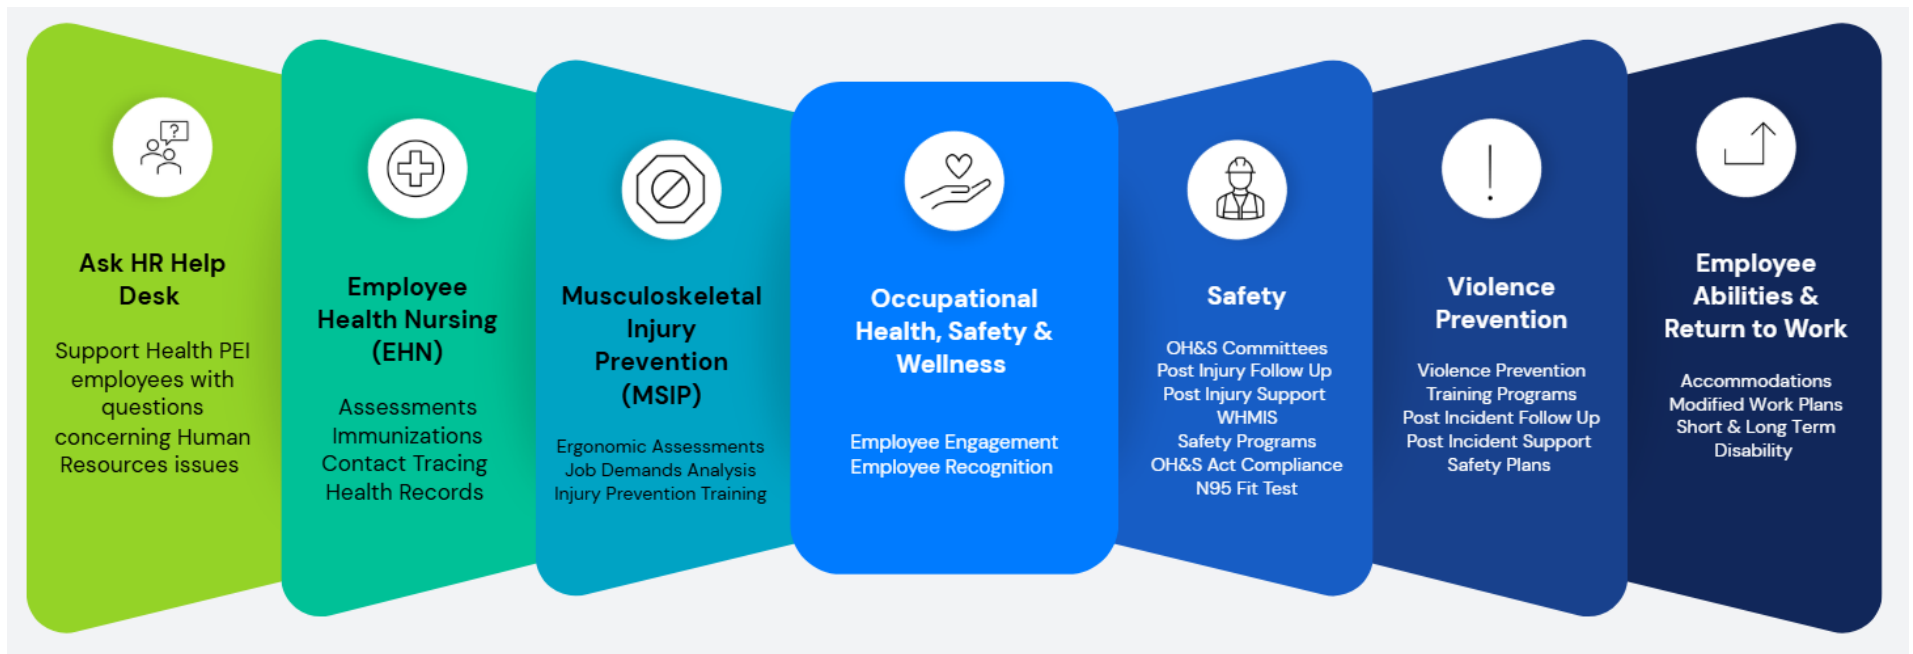 ?
Ask HR Help
Desk
Support Health PEI
employees with
questions
concerning Human
Resources issues
Employee
Health Nursing
(EHN)
Assessments
Immunizations
Contact Tracing
Health Records
Musculoskeletal
Injury
Prevention
(MSIP)
Ergonomic Assessments
Job Demands Analysis
Injury Prevention Training
Occupational
Health, Safety &
Wellness
Employee Engagement
Employee Recognition
Safety
OH&S Committees
Post Injury Follow Up
Post Injury Support
WHMIS
Safety Programs
OH&S Act Compliance
N95 Fit Test
Violence
Prevention
Violence Prevention
Training Programs
Post Incident Follow Up
Post Incident Support
Safety Plans
Employee
Abilities &
Return to Work
Accommodations
Modified Work Plans
Short & Long Term
Disability